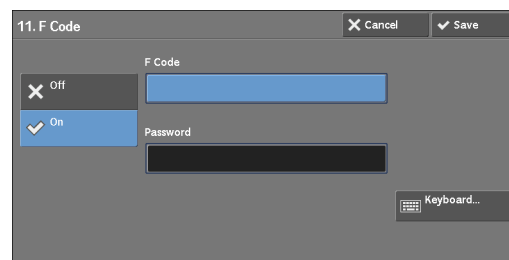 11. F Code
Cancel
Save
F Code
Off
On
Password
Keyboard...